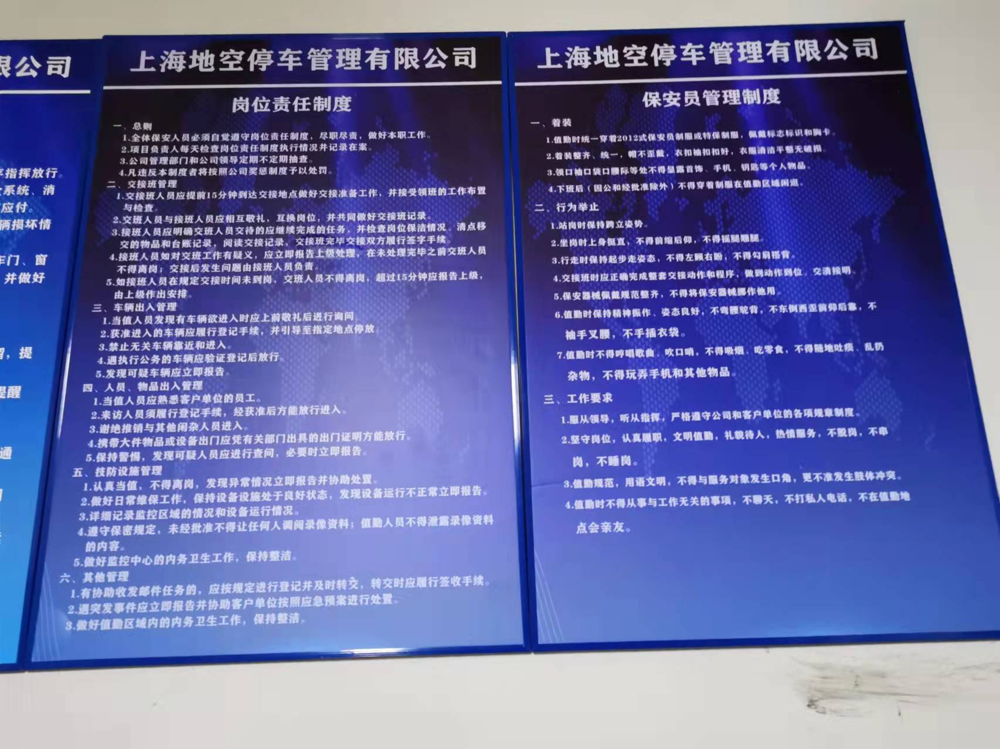 限公司
序指挥放行。
系统、消
应付。
辆损坏情
车门、窗
并做好
，提
提醒
通
上海地空停车管理有限公司
岗位责任制度
一、总则
1.全体保安人员必须自觉遵守岗位责任制度，尽职尽责，做好本职工作。
2.项目负责人每天检查岗位责任制度执行情况并记录在案。
3.公司管理部门和公司领导定期不定期抽查。
4.凡违反本制度者将按照公司奖惩制度予以处罚。
二、交接班管理
1.交接班人员应提前15分钟到达交接地点做好交接准备工作，并接受领班的工作布置
与检查。
2.交班人员与接班人员应相互敬礼，互换岗位，并共同做好交接班记录。
3.接班人员应明确交班人员交待的应继续完成的任务，并检查岗位保洁情况、清点移
交的物品和台账记录，阅读交接记录，交接班完毕交接双方履行签字手续。
4.接班人员如对交班工作有疑义，应立即报告上级处理，在未处理完毕之前交班人员
不得离岗；交接后发生问题由接班人员负责。
5.如接班人员在规定交接时间未到岗，交班人员不得离岗，超过15分钟应报告上级，
由上级作出安排。
三、车辆出入管理
1.当值人员发现有车辆欲进入时应上前敬礼后进行询问。
2.获准进入的车辆应履行登记手续，并引导至指定地点停放。
3.禁止无关车辆靠近和进入。
4.遇执行公务的车辆应验证登记后放行。
5.发现可疑车辆应立即报告。
四、人员、物品出入管理
1.当值人员应熟悉客户单位的员工。
2.来访人员须履行登记手续，经获准后方能放行进入。
3.谢绝推销与其他闲杂人员进入。
4.携带大件物品或设备出门应凭有关部门出具的出门证明方能放行。
5.保持警惕，发现可疑人员应进行查问，必要时立即报告。
五、技防设施管理
1.认真当值，不得离岗，发现异常情况立即报告并协助处置。
2.做好日常维保工作，保持设备设施处于良好状态，发现设备运行不正常立即报告。
3.详细记录监控区域的情况和设备运行情况。
4.遵守保密规定，未经批准不得让任何人调阅录像资料；值勤人员不得泄露录像资料
的内容。
5.做好监控中心的内务卫生工作，保持整洁。
六、其他管理
1.有协助收发邮件任务的，应按规定进行登记并及时转交，转交时应履行签收手续。
2.遇突发事件应立即报告并协助客户单位按照应急预案进行处置。
3.做好值勤区域内的内务卫生工作，保持整洁。
上海地空停车管理有限公司
保安员管理制度
一、着装
1.值勤时统一穿着2012式保安员制服或特保制服，佩戴标志标识和胸卡。
2.着装整齐、统一，帽不歪戴，衣扣袖扣扣好，衣服清洁平整无破损。
3.领口袖口袋口腰际等处不得显露首饰、手机、钥匙等个人物品。
4.下班后（因公和经批准除外）不得穿着制服在值勤区域闲逛。
二、行为举止
1.站岗时保持跨立姿势。
2.坐岗时上身挺直，不得前缩后仰，不得摇腿翘腿。
3.行走时保持起步走姿态，不得左顾右盼，不得勾肩搭背。
4.交接班时应正确完成整套交接动作和程序，做到动作到位、交清接明。
5.保安器械佩戴规范整齐，不得将保安器械挪作他用。
6.值勤时保持精神振作、姿态良好，不弯腰驼背，不东倒西歪前仰后靠，不
袖手叉腰，不手插衣袋。
7.值勤时不得哼唱歌曲、吹口哨，不得吸烟、吃零食，不得随地吐痰、乱扔
杂物，不得玩弄手机和其他物品。
三、工作要求
1.服从领导，听从指挥，严格遵守公司和客户单位的各项规章制度。
2.坚守岗位，认真履职，文明值勤，礼貌待人，热情服务，不脱岗，不串
岗，不睡岗。
3.值勤规范，用语文明，不得与服务对象发生口角，更不准发生肢体冲突。
4.值勤时不得从事与工作无关的事项，不聊天，不打私人电话，不在值勤地
点会亲友。